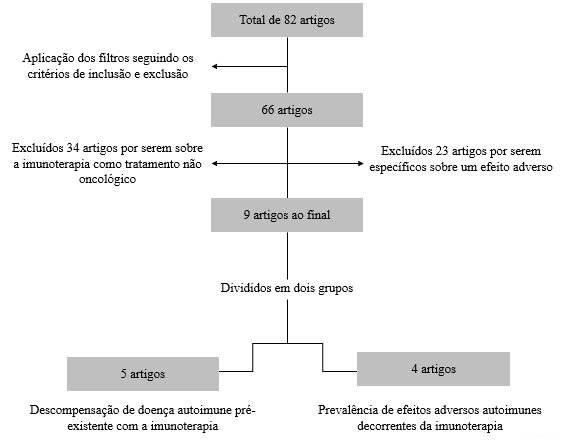 Total de 82 artigos
Aplicação dos filtros seguindo os
critérios de inclusão e exclusão
66 artigos
Excluídos 34 artigos por serem sobre
a imunoterapia como tratamento não
oncológico
Excluídos 23 artigos por serem
específicos sobre um efeito adverso
9 artigos ao final
Divididos em dois grupos
5 artigos
Descompensação de doença autoimune pré-
existente com a imunoterapia
4 artigos
Prevalência de efeitos adversos autoimunes
decorrentes da imunoterapia